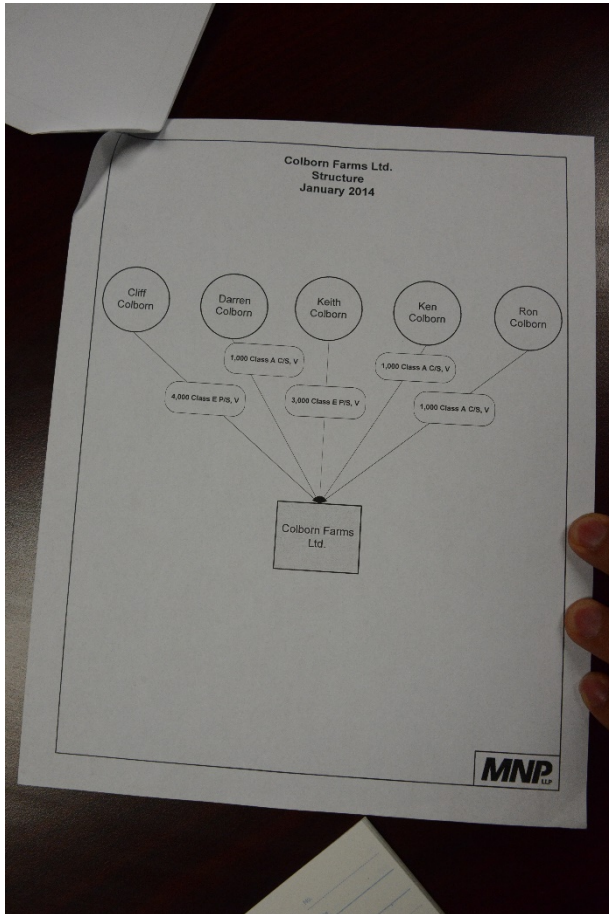 Colborn Farms Ltd.
Structure
January 2014
Cliff
Colborn
Darren
Colborn
Keith
Colborn
Ken
Colborn
Ron
Colborn
1,000 Class A C/S, V
1,000 Class A C/S, V
4,000 Class E P/S, V
3,000 Class E P/S, V
1,000 Class A C/S, V
Colborn Farms
Ltd.
MNP
LLP